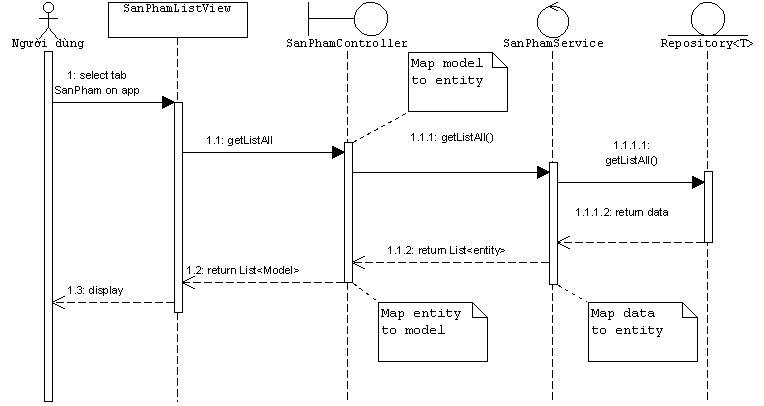 SanPhamListView
Người dùng
SanPhamController
SanPhamService
Repository<T>
Map model
to entity
1: select tab
SanPham on app
1.1: getListAll
1.1.1: getListAll()
1.1.1.1:
getListAll()
1.1.1.2: return data
1.1.2: return List<entity>
1.2: return List<Model>
1.3: display
Map entity
to model
Map data
to entity